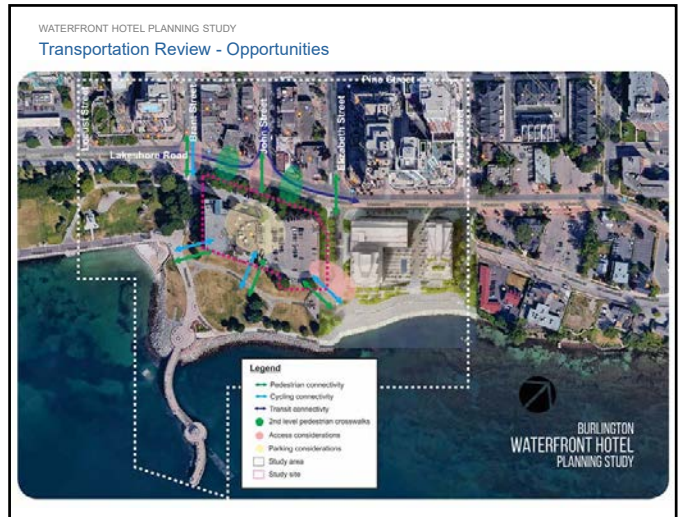 WATERFRONT HOTEL PLANNING STUDY
Transportation Review - Opportunities
Pine Street
Locust Street
Brant Street
John Street
Elizabeth Street
Pearl Street
Lakeshore Road
Legend
Pedestrian connectivity
Cycling connectivity
Transit connectivty
2nd level pedestrian crosswalks
Access considerations
Parking considerations
Study area
Study site
BURLINGTON
WATERFRONT HOTEL
PLANNING STUDY